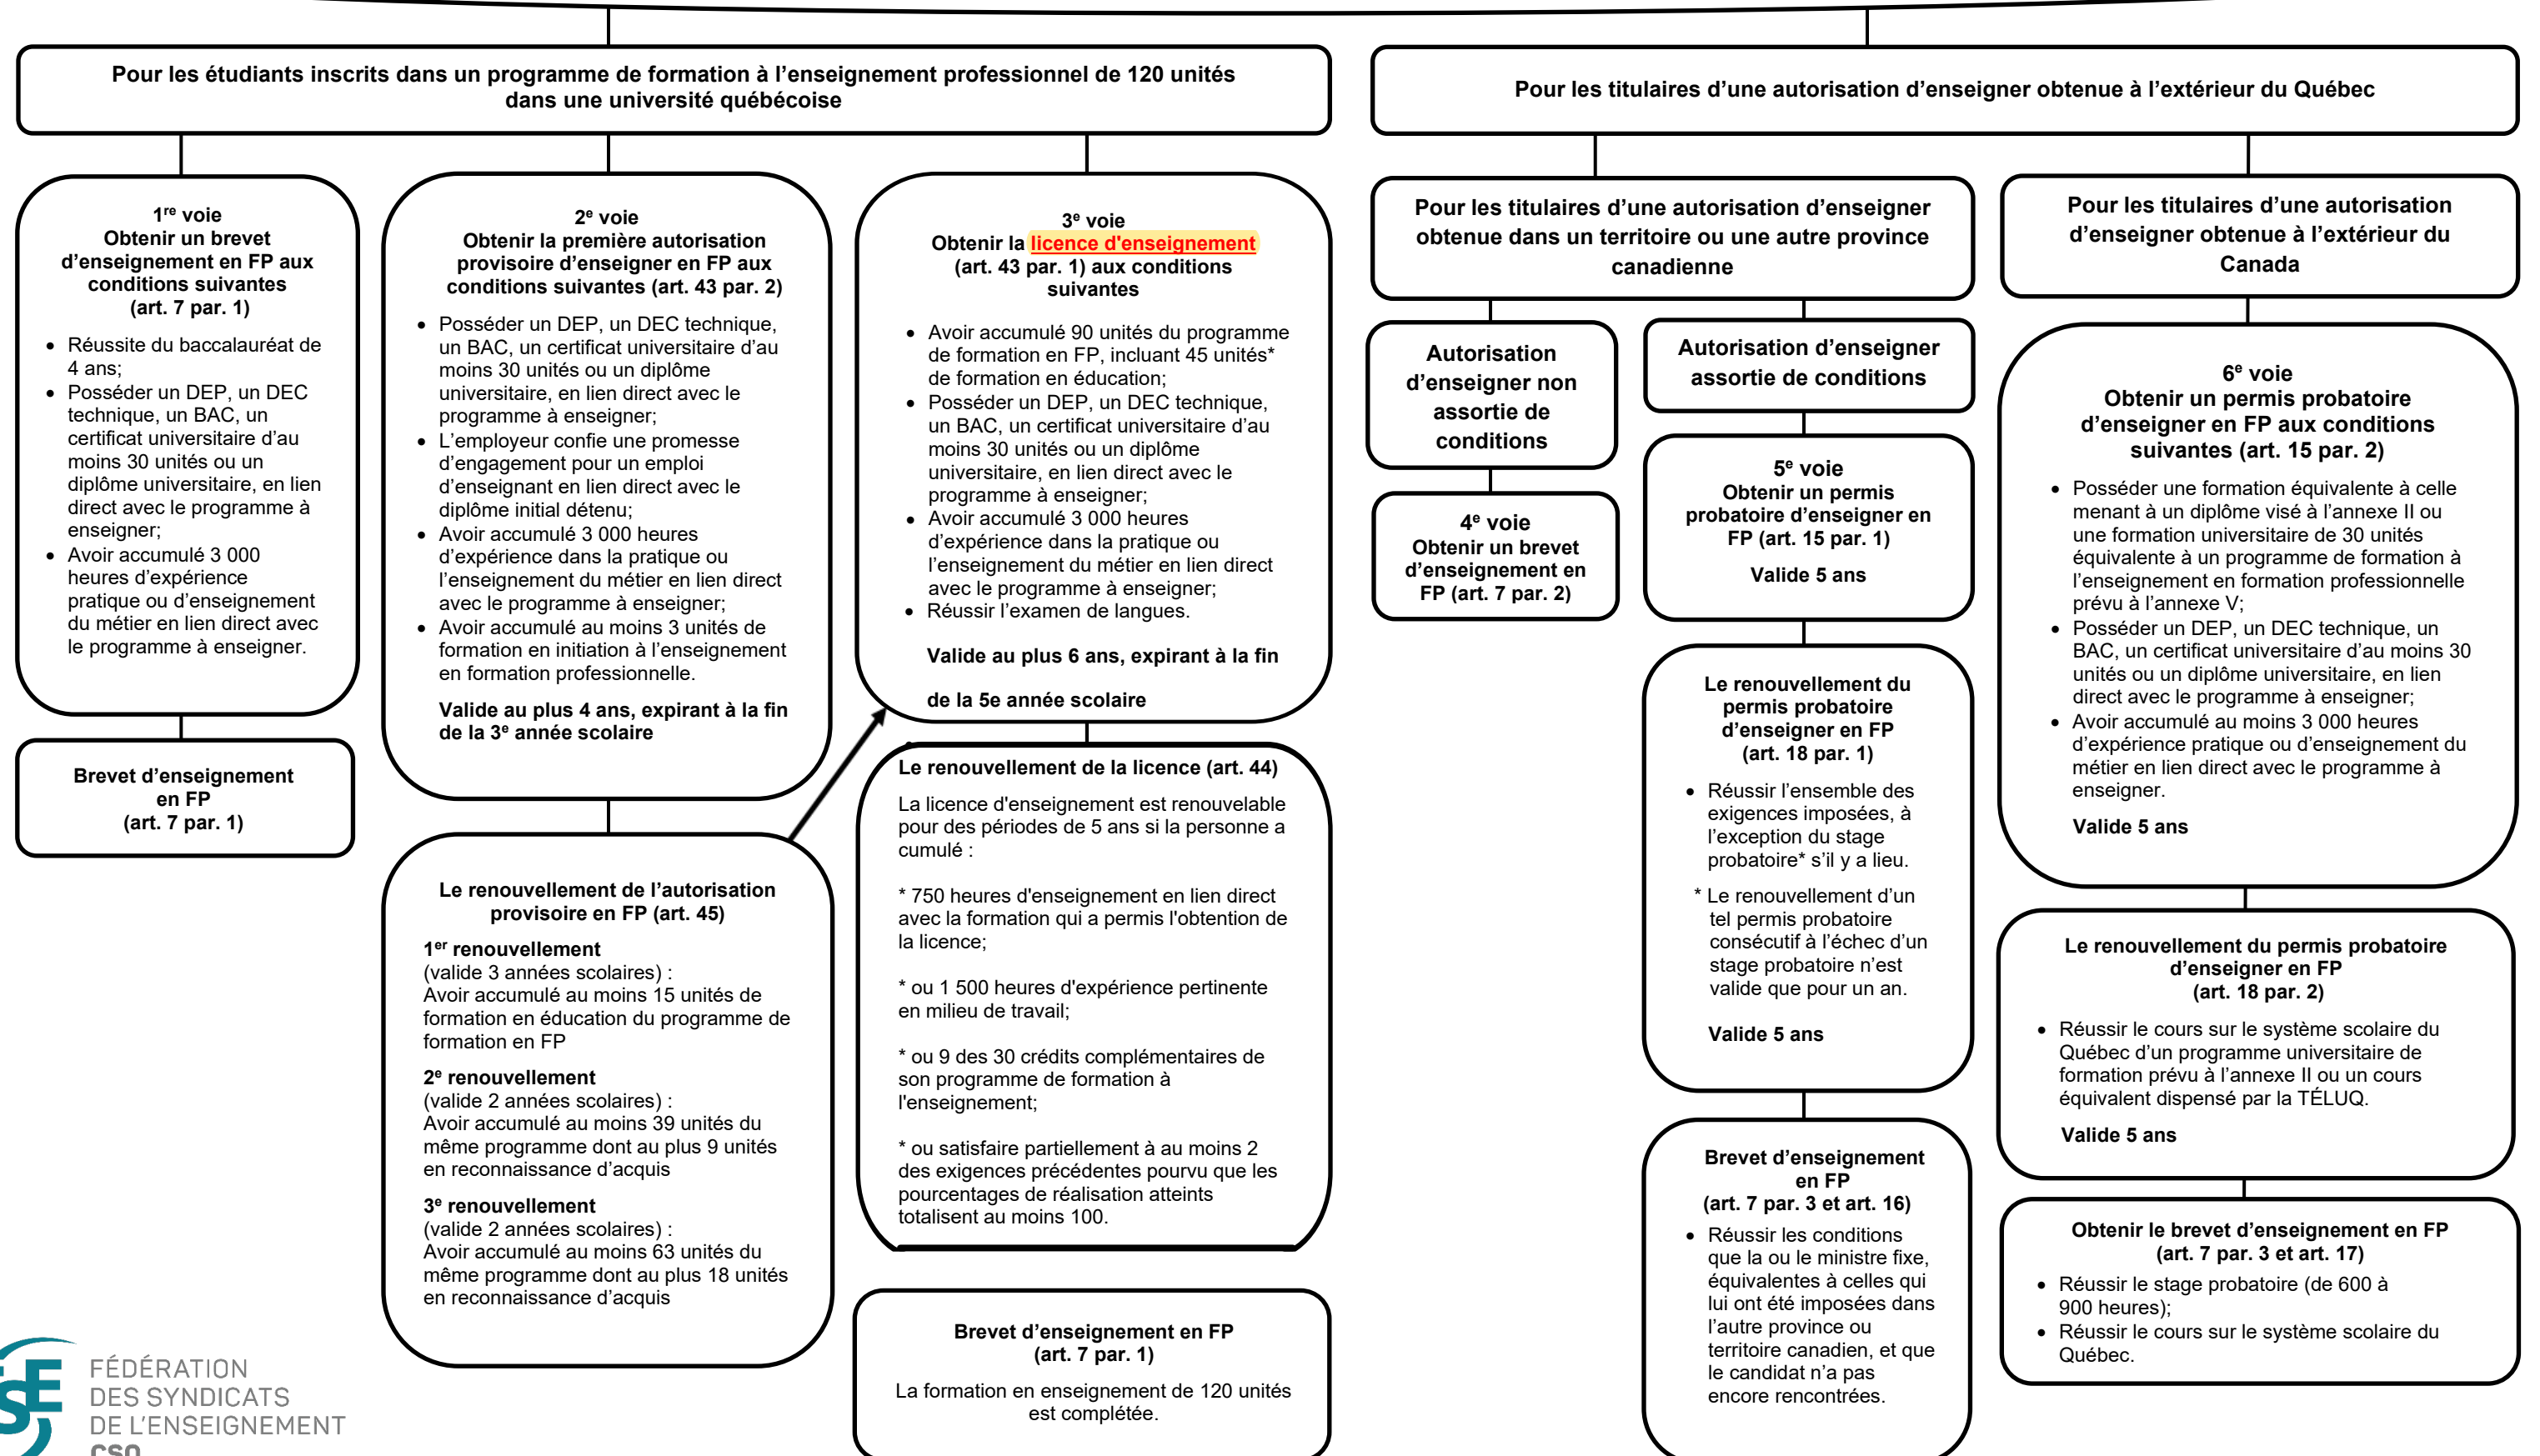 Pour les étudiants inscrits dans un programme de formation à l'enseignement professionnel de 120 unités
dans une université québécoise
1re voie
Obtenir un brevet
d'enseignement en FP aux
conditions suivantes
(art. 7 par. 1)
• Réussite du baccalauréat de
4 ans;
• Posséder un DEP, un DEC
technique, un BAC, un
certificat universitaire d'au
moins 30 unités ou un
diplôme universitaire, en lien
direct avec le programme à
enseigner;
• Avoir accumulé 3 000
heures d'expérience
pratique ou d'enseignement
du métier en lien direct avec
le programme à enseigner.
Brevet d'enseignement
en FP
(art. 7 par. 1)
2e voie
Obtenir la première autorisation
provisoire d'enseigner en FP aux
conditions suivantes (art. 43 par. 2)
• Posséder un DEP, un DEC technique,
un BAC, un certificat universitaire d'au
moins 30 unités ou un diplôme
universitaire, en lien direct avec le
programme à enseigner;
• L'employeur confie une promesse
d'engagement pour un emploi
d'enseignant en lien direct avec le
diplôme initial détenu;
• Avoir accumulé 3 000 heures
d'expérience dans la pratique ou
l'enseignement du métier en lien direct
avec le programme à enseigner;
• Avoir accumulé au moins 3 unités de
formation en initiation à l'enseignement
en formation professionnelle.
Valide au plus 4 ans, expirant à la fin
de la 3e année scolaire
Le renouvellement de l'autorisation
provisoire en FP (art. 45)
1er renouvellement
(valide 3 années scolaires) :
Avoir accumulé au moins 15 unités de
formation en éducation du programme de
formation en FP
2e renouvellement
(valide 2 années scolaires) :
Avoir accumulé au moins 39 unités du
même programme dont au plus 9 unités
en reconnaissance d'acquis
3e renouvellement
(valide 2 années scolaires) :
Avoir accumulé au moins 63 unités du
même programme dont au plus 18 unités
en reconnaissance d'acquis
3e voie
Obtenir la licence d'enseignement
(art. 43 par. 1) aux conditions
suivantes
• Avoir accumulé 90 unités du programme
de formation en FP, incluant 45 unités*
de formation en éducation;
• Posséder un DEP, un DEC technique,
un BAC, un certificat universitaire d'au
moins 30 unités ou un diplôme
universitaire, en lien direct avec le
programme à enseigner;
• Avoir accumulé 3 000 heures
d'expérience dans la pratique ou
l'enseignement du métier en lien direct
avec le programme à enseigner;
• Réussir l'examen de langues.
Valide au plus 6 ans, expirant à la fin
de la 5e année scolaire
Le renouvellement de la licence (art. 44)
La licence d'enseignement est renouvelable
pour des périodes de 5 ans si la personne a
cumulé :
* 750 heures d'enseignement en lien direct
avec la formation qui a permis l'obtention de
la licence;
* ou 1 500 heures d'expérience pertinente
en milieu de travail;
* ou 9 des 30 crédits complémentaires de
son programme de formation à
l'enseignement;
* ou satisfaire partiellement à au moins 2
des exigences précédentes pourvu que les
pourcentages de réalisation atteints
totalisent au moins 100.
Brevet d'enseignement en FP
(art. 7 par. 1)
La formation en enseignement de 120 unités
est complétée.
Pour les titulaires d'une autorisation d'enseigner obtenue à l'extérieur du Québec
Pour les titulaires d'une autorisation d'enseigner
obtenue dans un territoire ou une autre province
canadienne
Autorisation
d'enseigner non
assortie de
conditions
4e voie
Obtenir un brevet
d'enseignement en
FP (art. 7 par. 2)
Autorisation d'enseigner
assortie de conditions
5e voie
Obtenir un permis
probatoire d'enseigner en
FP (art. 15 par. 1)
Valide 5 ans
Le renouvellement du
permis probatoire
d'enseigner en FP
(art. 18 par. 1)
• Réussir l'ensemble des
exigences imposées, à
l'exception du stage
probatoire* s'il y a lieu.
* Le renouvellement d'un
tel permis probatoire
consécutif à l'échec d'un
stage probatoire n'est
valide que pour un an.
Valide 5 ans
Brevet d'enseignement
en FP
(art. 7 par. 3 et art. 16)
• Réussir les conditions
que la ou le ministre fixe,
équivalentes à celles qui
lui ont été imposées dans
l'autre province ou
territoire canadien, et que
le candidat n'a pas
encore rencontrées.
Pour les titulaires d'une autorisation
d'enseigner obtenue à l'extérieur du
Canada
6e voie
Obtenir un permis probatoire
d'enseigner en FP aux conditions
suivantes (art. 15 par. 2)
• Posséder une formation équivalente à celle
menant à un diplôme visé à l'annexe II ou
une formation universitaire de 30 unités
équivalente à un programme de formation à
l'enseignement en formation professionnelle
prévu à l'annexe V;
• Posséder un DEP, un DEC technique, un
BAC, un certificat universitaire d'au moins 30
unités ou un diplôme universitaire, en lien
direct avec le programme à enseigner;
• Avoir accumulé au moins 3 000 heures
d'expérience pratique ou d'enseignement du
métier en lien direct avec le programme à
enseigner.
Valide 5 ans
Le renouvellement du permis probatoire
d'enseigner en FP
(art. 18 par. 2)
• Réussir le cours sur le système scolaire du
Québec d'un programme universitaire de
formation prévu à l'annexe II ou un cours
équivalent dispensé par la TÉLUQ.
Valide 5 ans
Obtenir le brevet d'enseignement en FP
(art. 7 par. 3 et art. 17)
• Réussir le stage probatoire (de 600 à
900 heures);
• Réussir le cours sur le système scolaire du
Québec.
FSE
FÉDÉRATION
DES SYNDICATS
DE L'ENSEIGNEMENT
CSQ